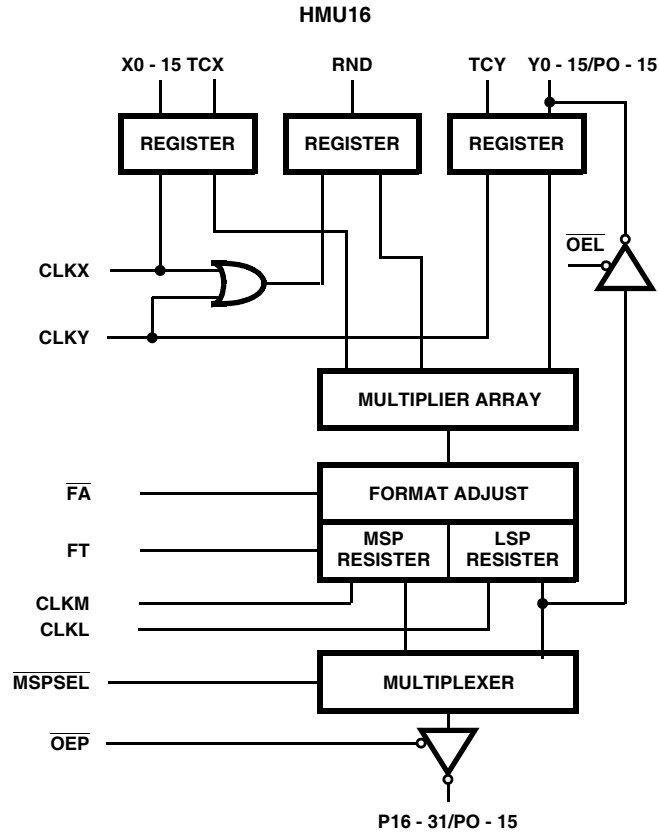 HMU16
X0 - 15 TCX RND TCY Y0 - 15/PO - 15
REGISTER REGISTER REGISTER
OEL
CLKX
CLKY
MULTIPLIER ARRAY
FA FORMAT ADJUST
FT MSP RESISTER LSP RESISTER
CLKM
CLKL
MSPSEL MULTIPLEXER
OEP
P16 - 31/PO - 15